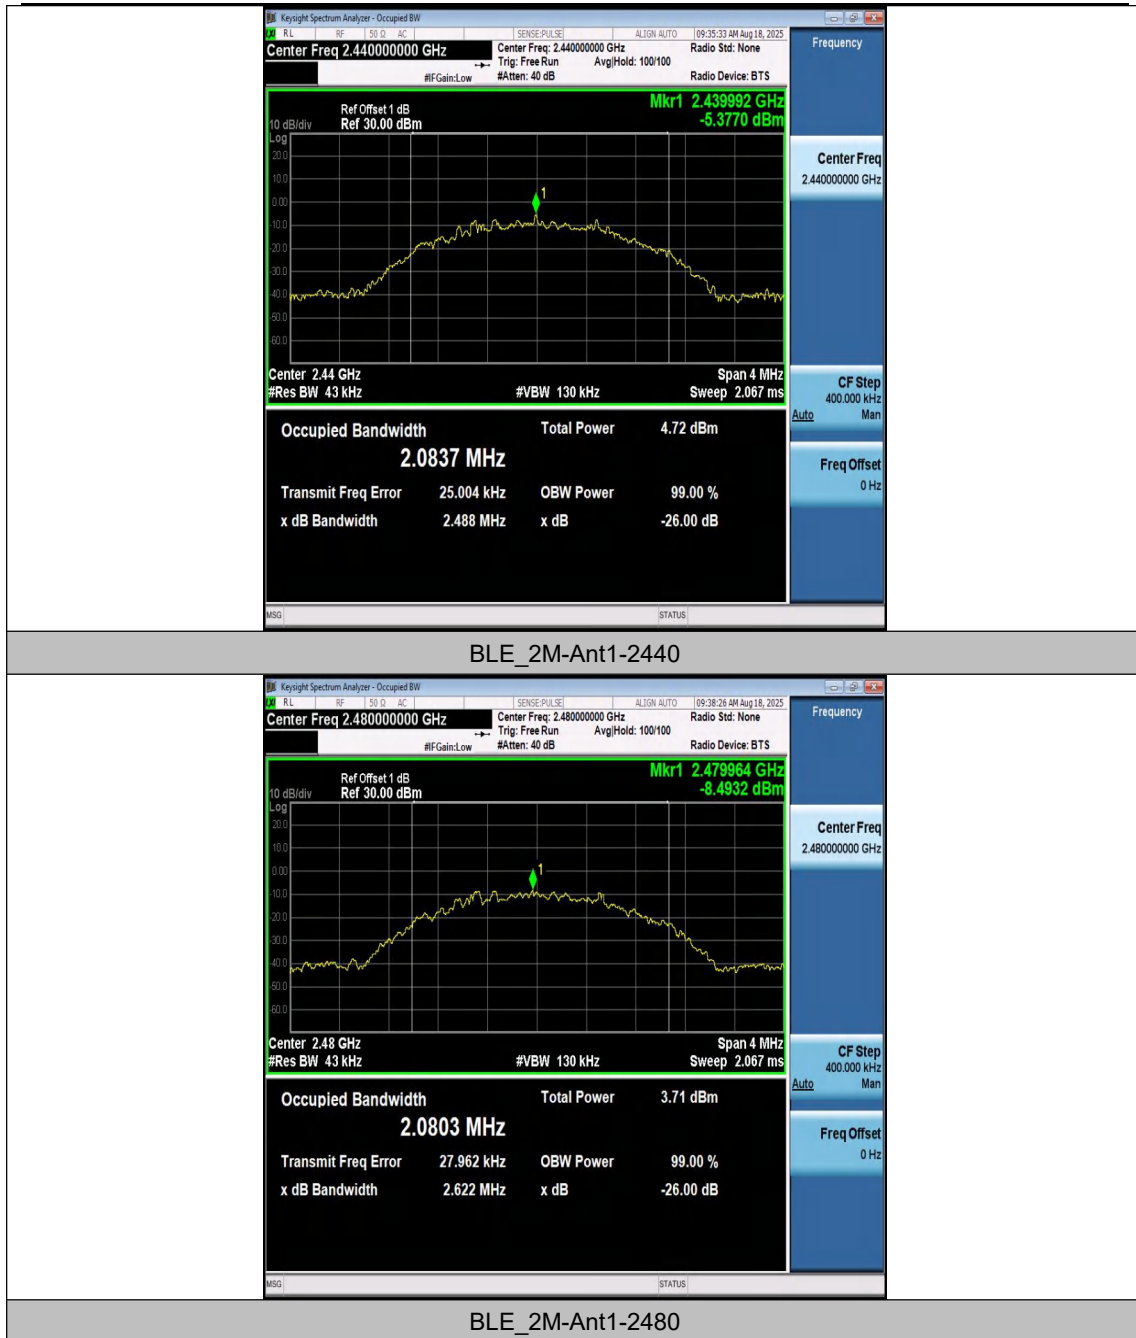 Keysight Spectrum Analyzer - Occupied BW
RL RF 50 Ω AC SENSE:PULSE ALIGN AUTO 09:35:33 AM Aug 18, 2025
Center Freq 2.440000000 GHz Center Freq: 2.440000000 GHz Radio Std: None Frequency
Trig: Free Run Avg|Hold: 100/100
#IFGain:Low #Atten: 40 dB Radio Device: BTS
Mkr1 2.439992 GHz
Ref Offset 1 dB
10 dB/div Ref 30.00 dBm -5.3770 dBm
Log
20.0
10.0
0.00
-10.0
-20.0
-30.0
-40.0
-50.0
-60.0
1
Center Freq
2.440000000 GHz
Center 2.44 GHz Span 4 MHz
#Res BW 43 kHz #VBW 130 kHz Sweep 2.067 ms
CF Step
400.000 kHz
Auto Man
Occupied Bandwidth Total Power 4.72 dBm
2.0837 MHz
Freq Offset
0 Hz
Transmit Freq Error 25.004 kHz OBW Power 99.00 %
x dB Bandwidth 2.488 MHz x dB -26.00 dB
MSG STATUS
BLE_2M-Ant1-2440
Keysight Spectrum Analyzer - Occupied BW
RL RF 50 Ω AC SENSE:PULSE ALIGN AUTO 09:38:26 AM Aug 18, 2025
Center Freq 2.480000000 GHz Center Freq: 2.480000000 GHz Radio Std: None Frequency
Trig: Free Run Avg|Hold: 100/100
#IFGain:Low #Atten: 40 dB Radio Device: BTS
Mkr1 2.479964 GHz
Ref Offset 1 dB
10 dB/div Ref 30.00 dBm -8.4932 dBm
Log
20.0
10.0
0.00
-10.0
-20.0
-30.0
-40.0
-50.0
-60.0
1
Center Freq
2.480000000 GHz
Center 2.48 GHz Span 4 MHz
#Res BW 43 kHz #VBW 130 kHz Sweep 2.067 ms
CF Step
400.000 kHz
Auto Man
Occupied Bandwidth Total Power 3.71 dBm
2.0803 MHz
Freq Offset
0 Hz
Transmit Freq Error 27.962 kHz OBW Power 99.00 %
x dB Bandwidth 2.622 MHz x dB -26.00 dB
MSG STATUS
BLE_2M-Ant1-2480